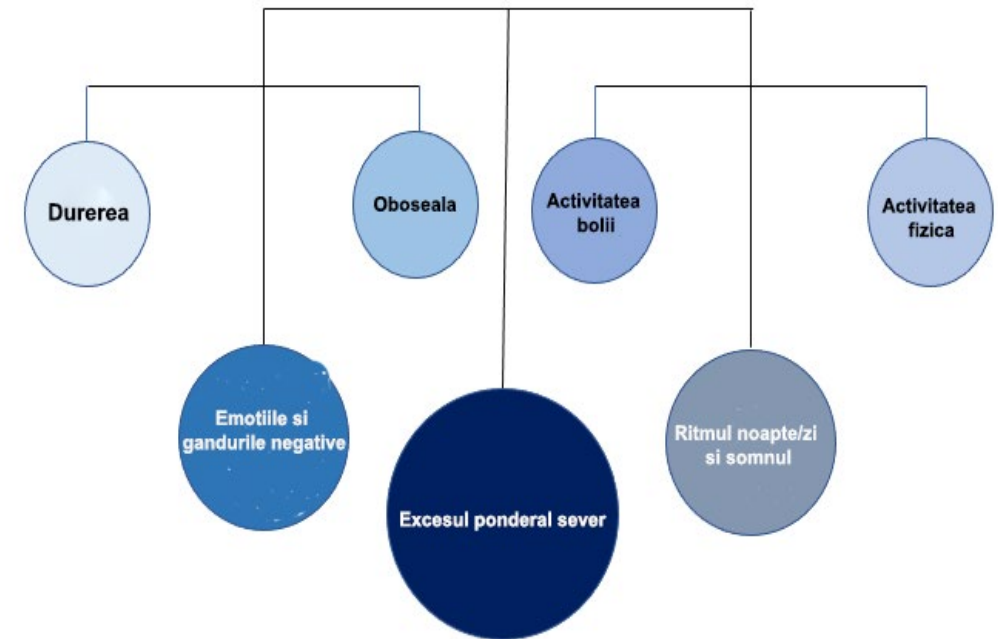 Durerea
Oboseala
Activitatea
bolii
Activitatea
fizica
Emotiile si
gandurile negative
Excesul ponderal sever
Ritmul noapte/zi
si somnul